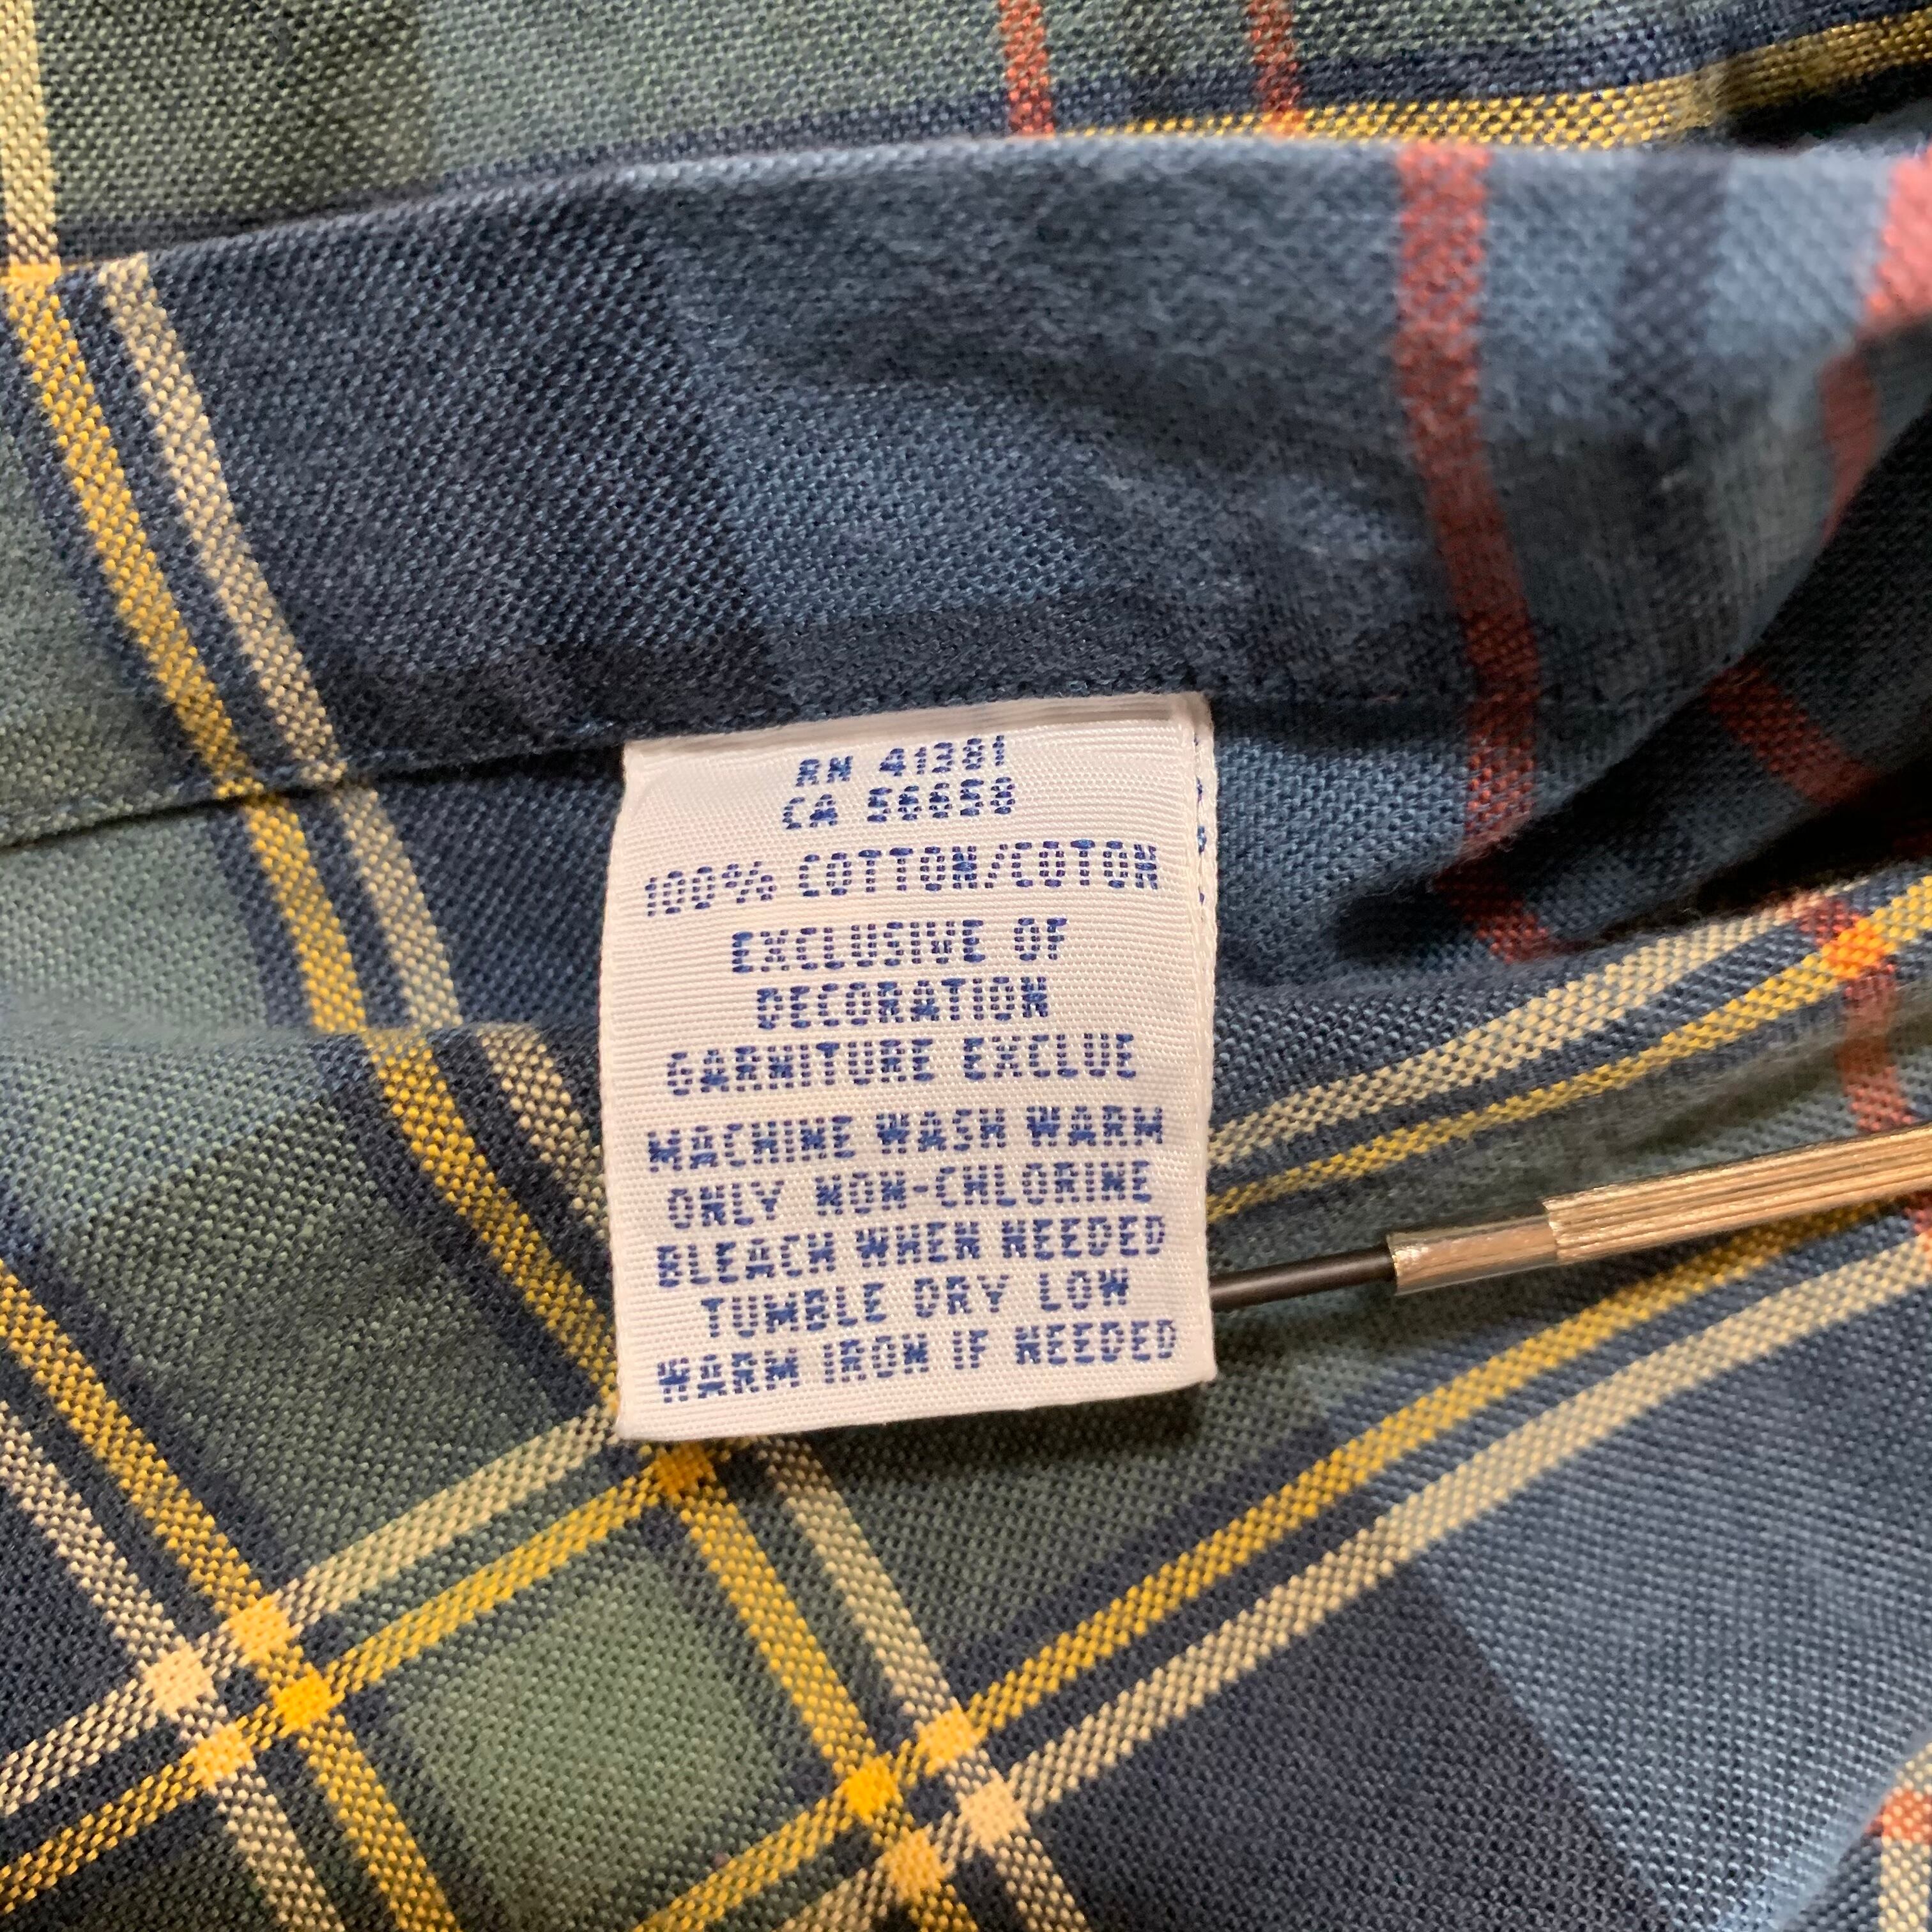 RN 41381
CA 56658
100% COTTON/COTON
EXCLUSIVE OF
DECORATION
GARNITURE EXCLUE
MACHINE WASH WARM
ONLY NON-CHLORINE
BLEACH WHEN NEEDED
TUMBLE DRY LOW
WARM IRON IF NEEDED